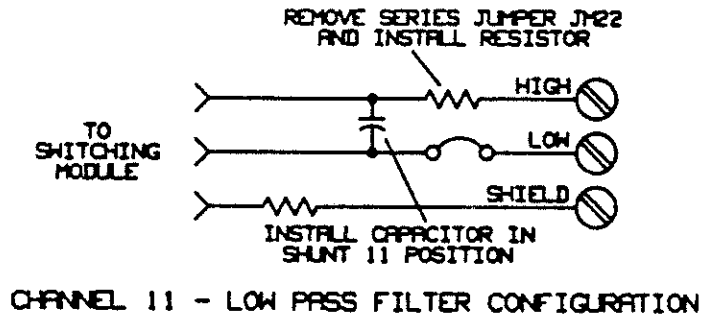 REMOVE SERIES JUMPER JM22
AND INSTALL RESISTOR
HIGH
TO
SWITCHING
MODULE
LOW
SHIELD
INSTALL CAPACITOR IN
SHUNT 11 POSITION
CHANNEL 11 - LOW PASS FILTER CONFIGURATION